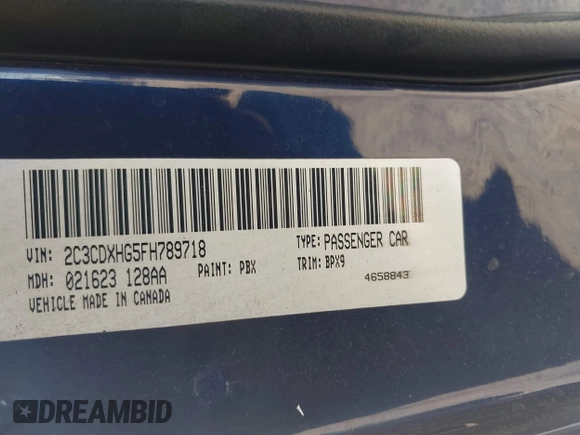 VIN: 2C3CDXHG5FH789718 TYPE: PASSENGER CAR
MDH: 021623 128AA PAINT: PBX TRIM: BPX9
VEHICLE MADE IN CANADA 4658843
DREAMBID